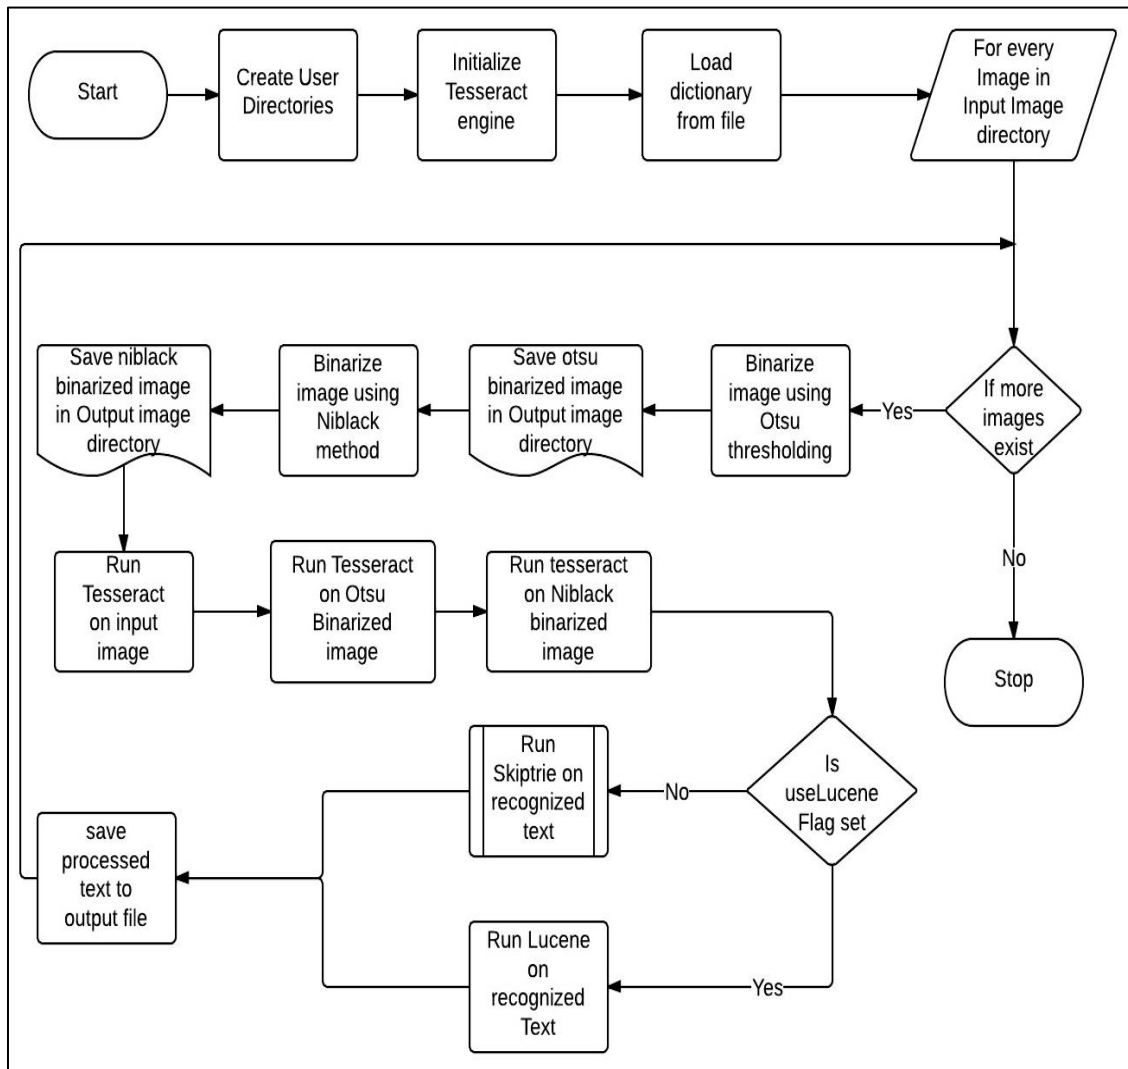 Start
Create User
Directories
Initialize
Tesseract
engine
Load
dictionary
from file
For every
Image in
Input Image
directory
If more
images
exist
Yes
No
Stop
Binarize
image using
Otsu
thresholding
Save otsu
binarized image
in Output image
directory
Binarize
image using
Niblack
method
Save niblack
binarized image
in Output image
directory
Run
Tesseract
on input
image
Run Tesseract
on Otsu
Binarized
image
Run tesseract
on Niblack
binarized
image
Is
useLucene
Flag set
No
Run
Skiptrie on
recognized
text
Yes
Run Lucene
on
recognized
Text
save
processed
text to
output file